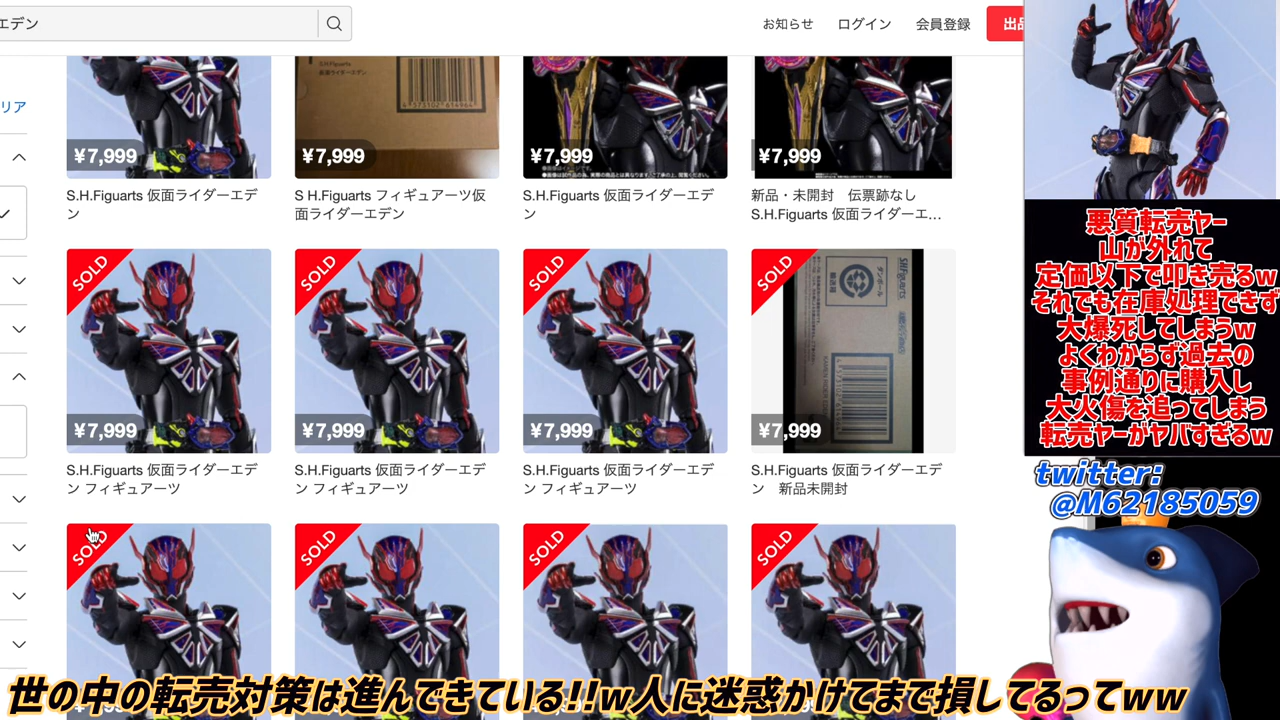 エデン
お知らせ
ログイン
会員登録
出品
リア
¥7,999
¥7,999
¥7,999
¥7,999
S.H.Figuarts 仮面ライダーエデ
ン
S H.Figuarts フィギュアーツ仮
面ライダーエデン
S.H.Figuarts 仮面ライダーエデ
ン
新品・未開封　伝票跡なし
S.H.Figuarts 仮面ライダーエ...
SOLD
SOLD
SOLD
SOLD
¥7,999
¥7,999
¥7,999
¥7,999
S.H.Figuarts 仮面ライダーエデ
ン フィギュアーツ
S.H.Figuarts 仮面ライダーエデ
ン フィギュアーツ
S.H.Figuarts 仮面ライダーエデ
ン フィギュアーツ
S.H.Figuarts 仮面ライダーエデ
ン　新品未開封
SOLD
SOLD
SOLD
SOLD
悪質転売ヤー
山が外れて
定価以下で叩き売るw
それでも在庫処理できず
大爆死してしまうw
よくわからず過去の
事例通りに購入し
大火傷を追ってしまう
転売ヤーがヤバすぎるw
twitter:
@M62185059
世の中の転売対策は進んできている!!w人に迷惑かけてまで損してるってww